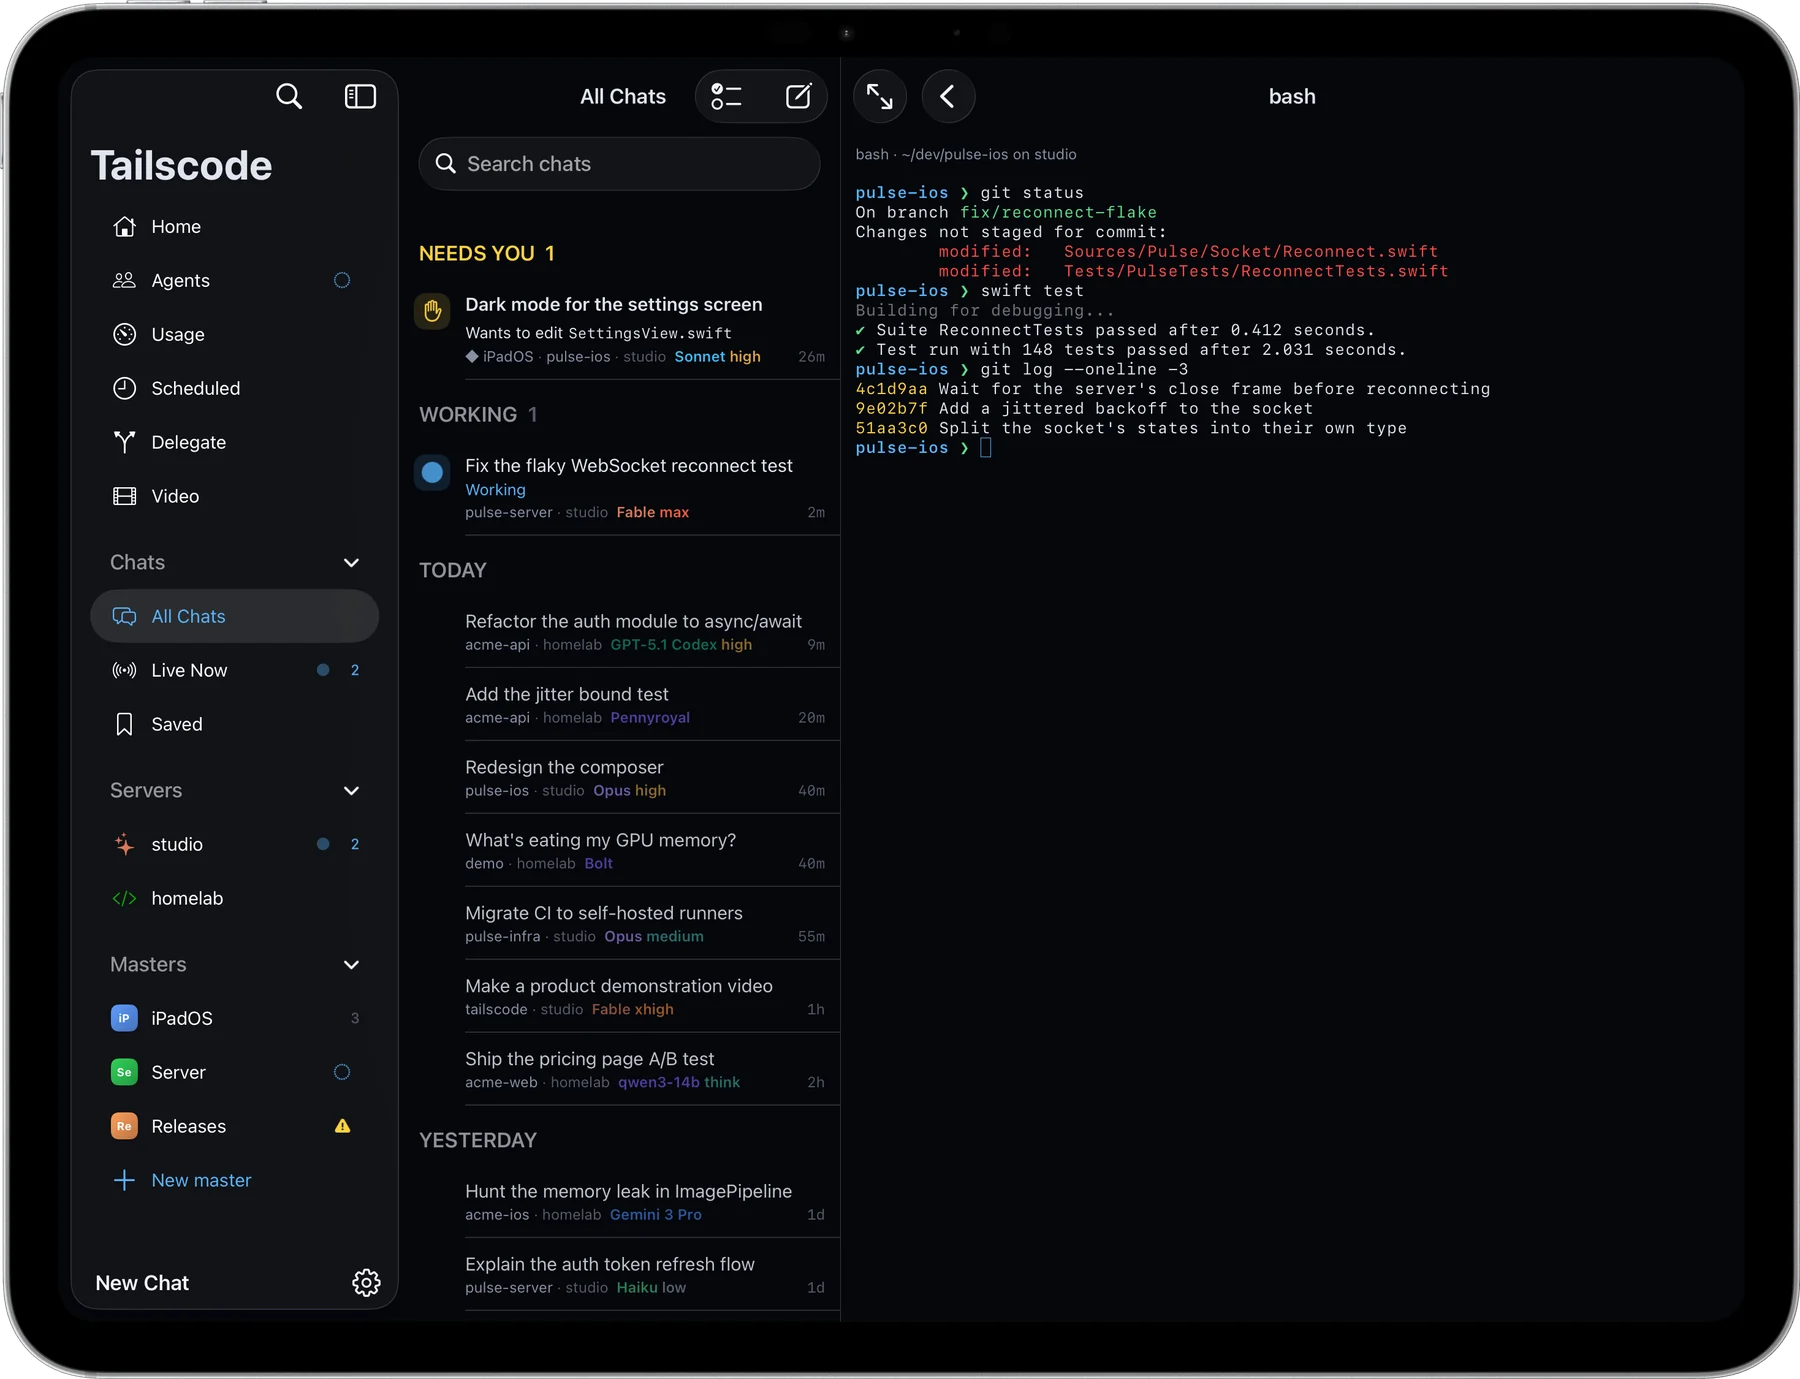 Tailscode
Home
Agents
Usage
Scheduled
Delegate
Video
Chats
All Chats
Live Now 2
Saved
Servers
studio 2
homelab
Masters
iP iPadOS 3
Se Server
Re Releases
New master
New Chat
All Chats
Search chats
NEEDS YOU 1
Dark mode for the settings screen
Wants to edit SettingsView.swift
iPadOS · pulse-ios · studio Sonnet high 26m
WORKING 1
Fix the flaky WebSocket reconnect test
Working
pulse-server · studio Fable max 2m
TODAY
Refactor the auth module to async/await
acme-api · homelab GPT-5.1 Codex high 9m
Add the jitter bound test
acme-api · homelab Pennyroyal 20m
Redesign the composer
pulse-ios · studio Opus high 40m
What's eating my GPU memory?
demo · homelab Bolt 40m
Migrate CI to self-hosted runners
pulse-infra · studio Opus medium 55m
Make a product demonstration video
tailscode · studio Fable xhigh 1h
Ship the pricing page A/B test
acme-web · homelab qwen3-14b think 2h
YESTERDAY
Hunt the memory leak in ImagePipeline
acme-ios · homelab Gemini 3 Pro 1d
Explain the auth token refresh flow
pulse-server · studio Haiku low 1d
bash
bash · ~/dev/pulse-ios on studio
pulse-ios ❯ git status
On branch fix/reconnect-flake
Changes not staged for commit:
modified: Sources/Pulse/Socket/Reconnect.swift
modified: Tests/PulseTests/ReconnectTests.swift
pulse-ios ❯ swift test
Building for debugging...
✔ Suite ReconnectTests passed after 0.412 seconds.
✔ Test run with 148 tests passed after 2.031 seconds.
pulse-ios ❯ git log --oneline -3
4c1d9aa Wait for the server's close frame before reconnecting
9e02b7f Add a jittered backoff to the socket
51aa3c0 Split the socket's states into their own type
pulse-ios ❯